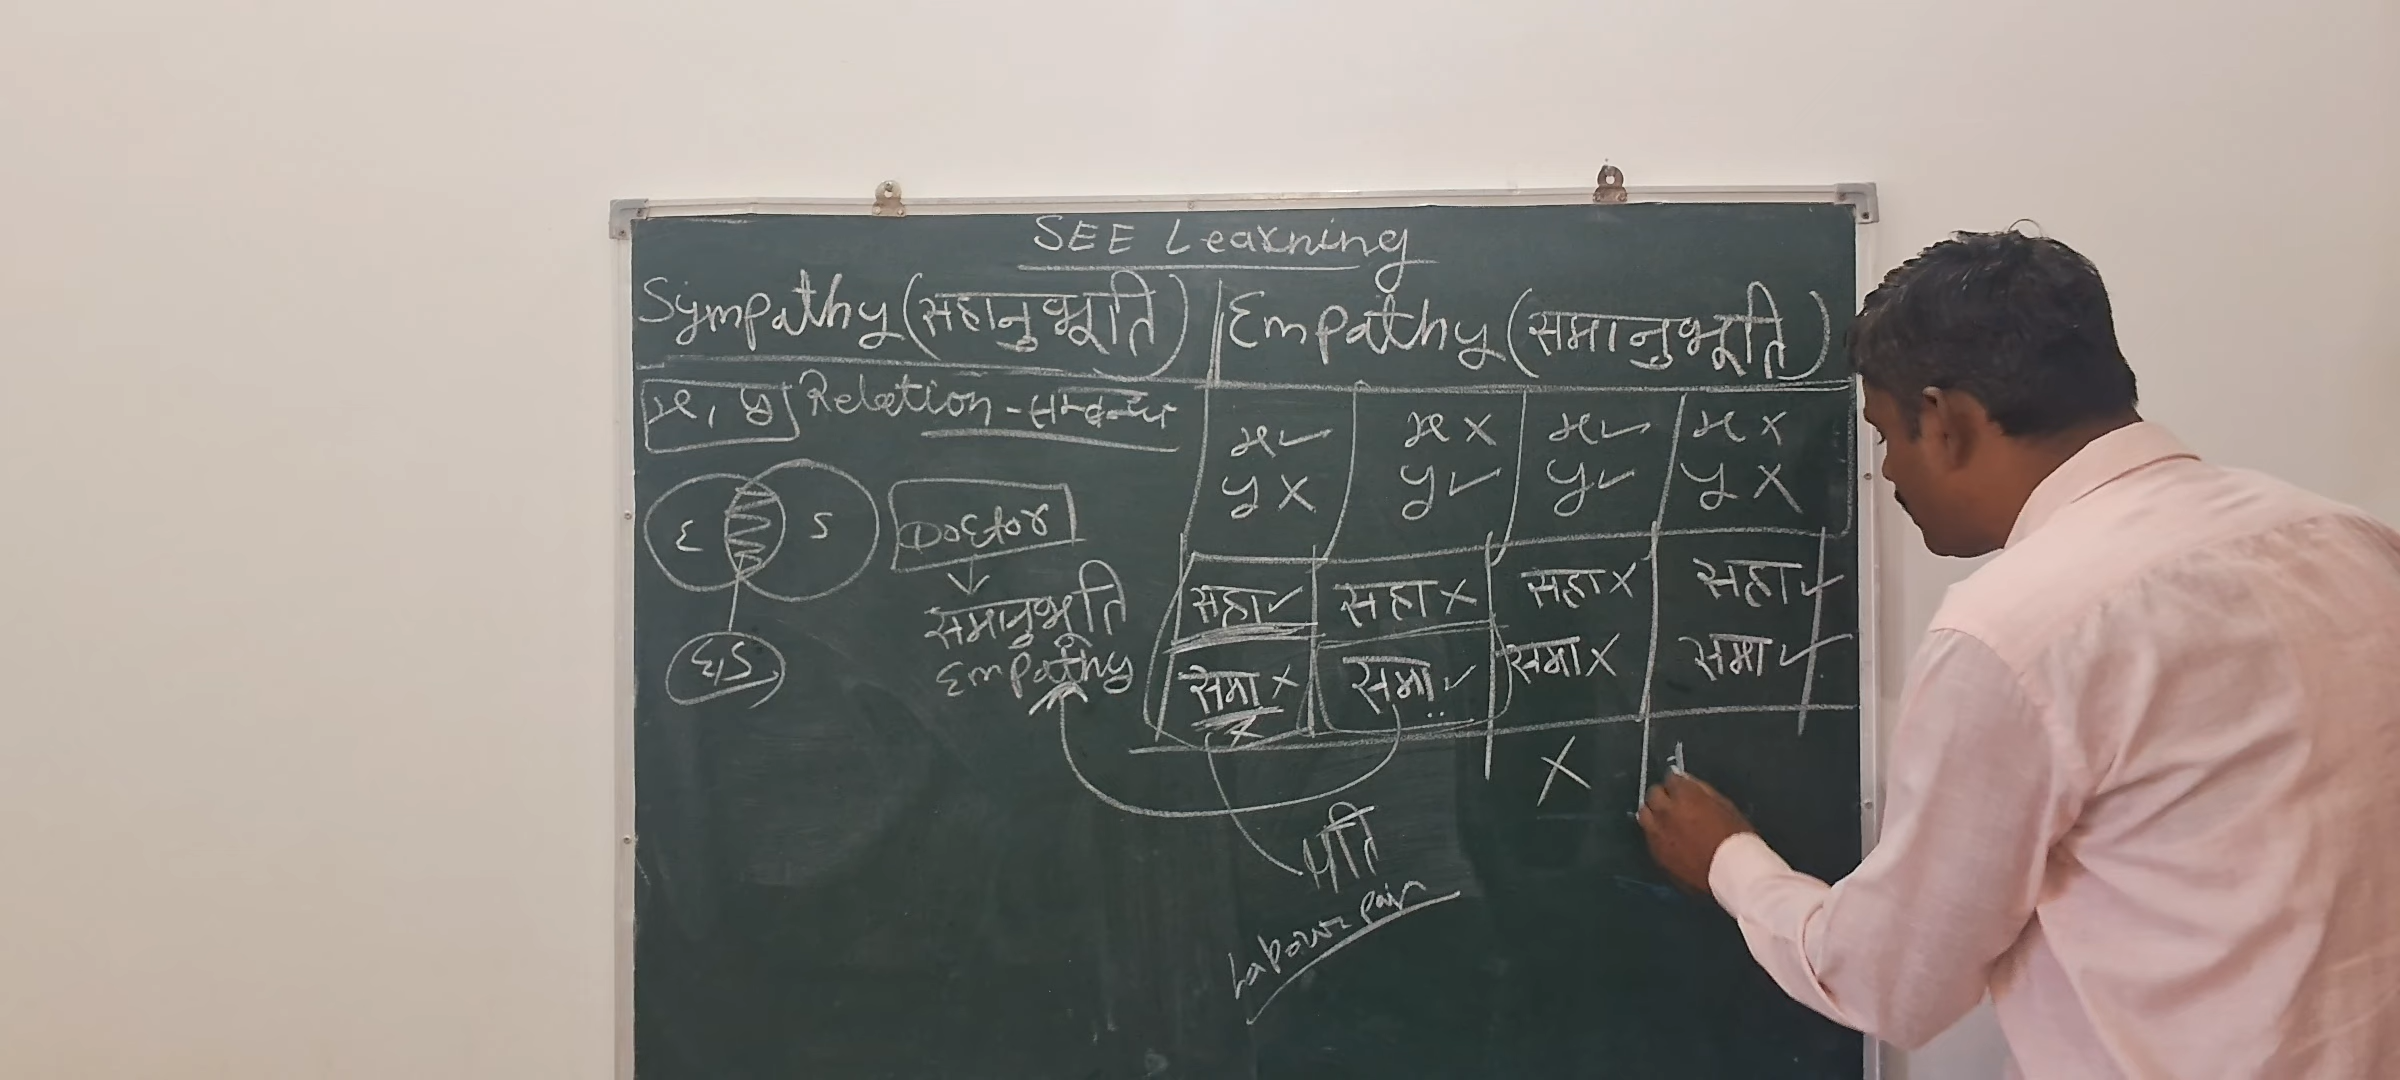 SEE Learning
Sympathy (सहानुभूति) Empathy (समानुभूति)
x, y Relation - सम्बन्ध
x ✓ x × x ✓ x ×
y × y ✓ y ✓ y ×
E S Doctor
सहा ✓ सहा × सहा × सहा ✓
समानुभूति
समा × समा ✓ समा × समा ✓
Empathy
E/S
×
पति
Labour pain